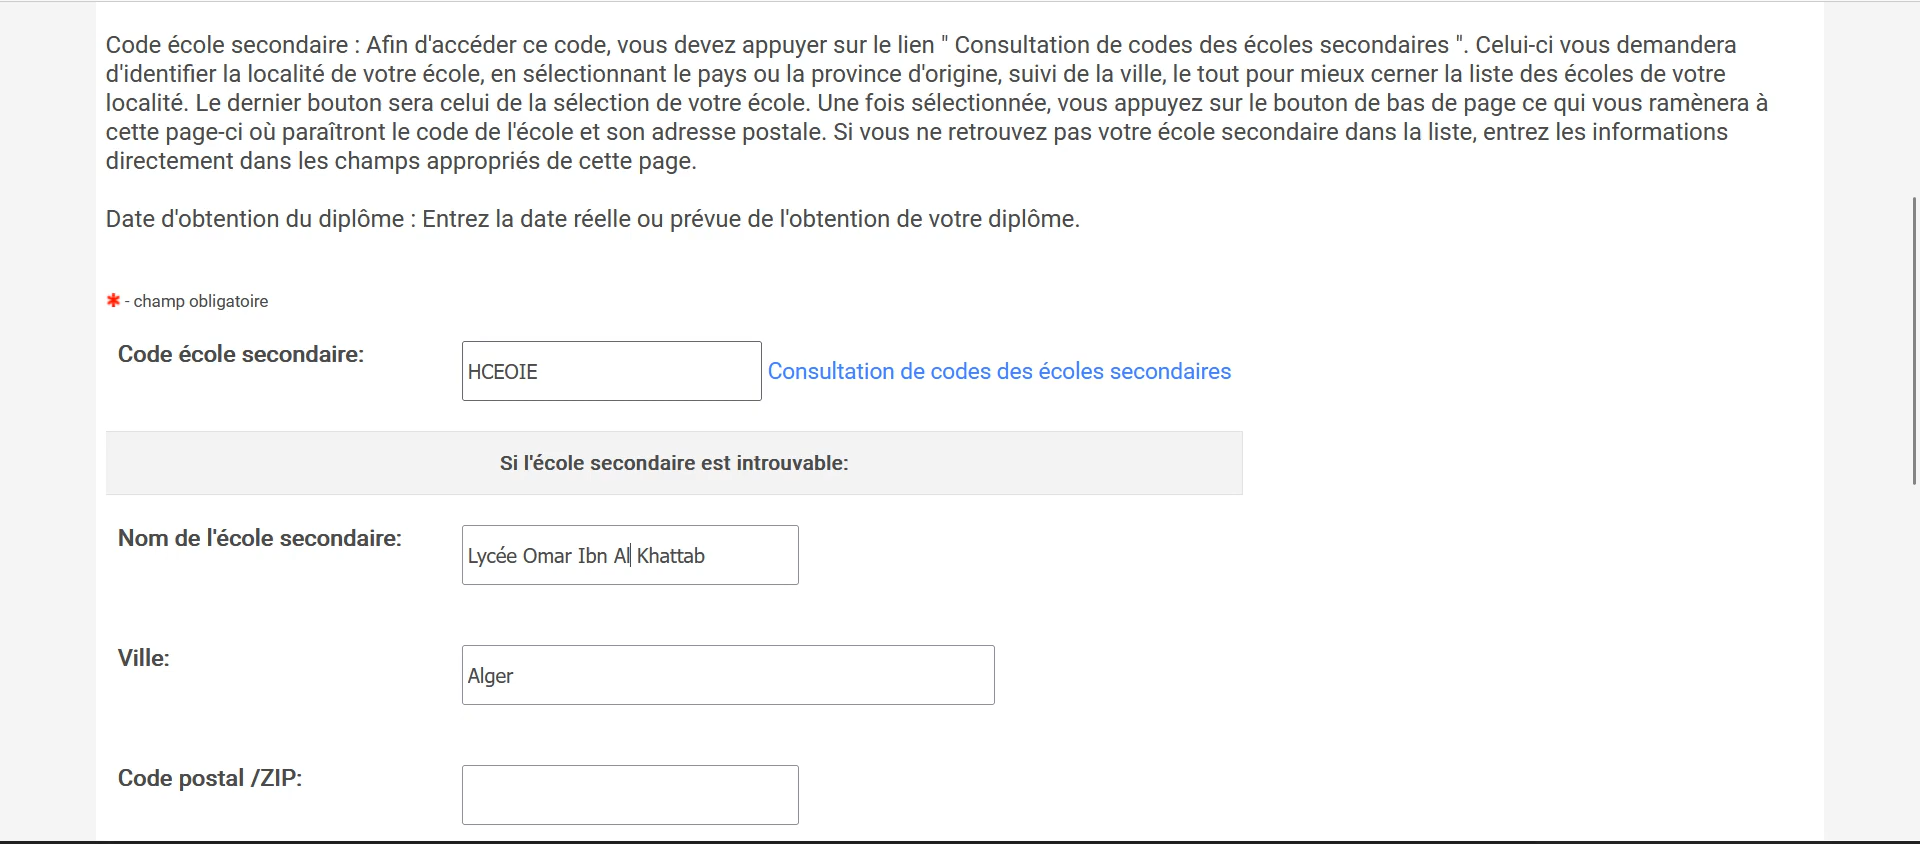 Code école secondaire : Afin d'accéder ce code, vous devez appuyer sur le lien " Consultation de codes des écoles secondaires ". Celui-ci vous demandera
d'identifier la localité de votre école, en sélectionnant le pays ou la province d'origine, suivi de la ville, le tout pour mieux cerner la liste des écoles de votre
localité. Le dernier bouton sera celui de la sélection de votre école. Une fois sélectionnée, vous appuyez sur le bouton de bas de page ce qui vous ramènera à
cette page-ci où paraîtront le code de l'école et son adresse postale. Si vous ne retrouvez pas votre école secondaire dans la liste, entrez les informations
directement dans les champs appropriés de cette page.
Date d'obtention du diplôme : Entrez la date réelle ou prévue de l'obtention de votre diplôme.
* - champ obligatoire
Code école secondaire:
HCEOIE
Consultation de codes des écoles secondaires
Si l'école secondaire est introuvable:
Nom de l'école secondaire:
Lycée Omar Ibn Al Khattab
Ville:
Alger
Code postal /ZIP: